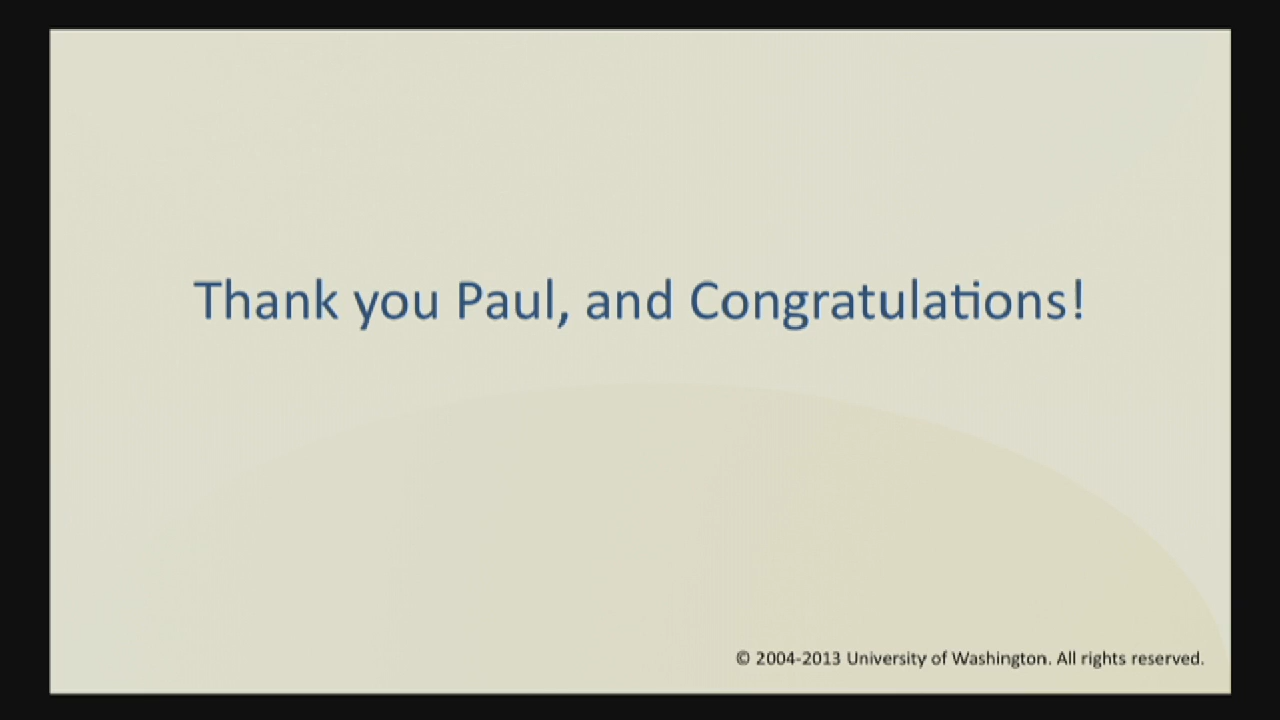 Thank you Paul, and Congratulations!
© 2004-2013 University of Washington. All rights reserved.